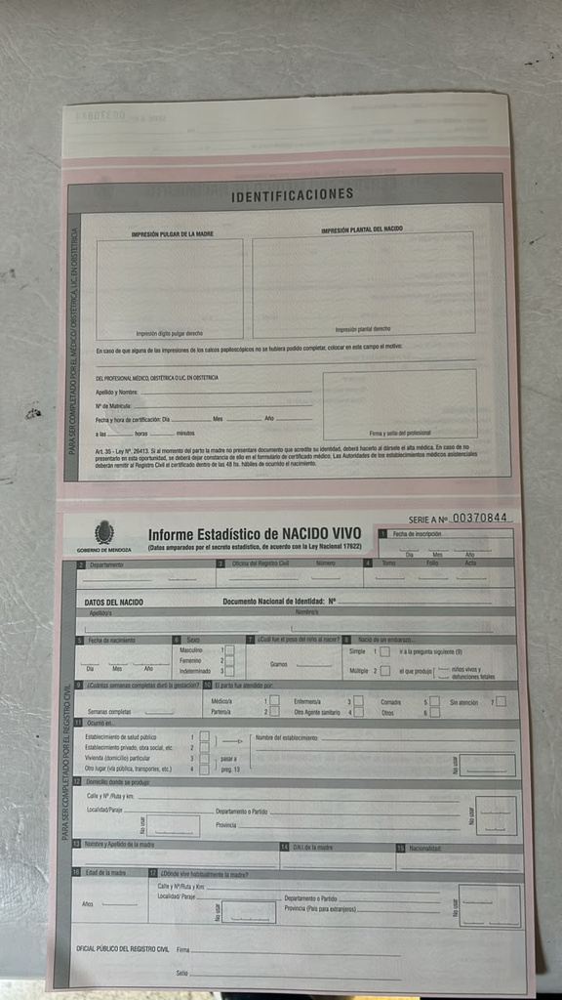 SERIE A Nº 00370844
IDENTIFICACIONES
PARA SER COMPLETADO POR EL MÉDICO/ OBSTÉTRICA, LIC. EN OBSTETRICIA
IMPRESIÓN PULGAR DE LA MADRE
IMPRESIÓN PLANTAL DEL NACIDO
Impresión dígito pulgar derecho
Impresión plantal derecho
En caso de que alguna de las impresiones de los calcos papiloscópicos no se hubiera podido completar, colocar en este campo el motivo:
DEL PROFESIONAL MÉDICO, OBSTÉTRICA O LIC. EN OBSTETRICIA
Apellido y Nombre:
Nº de Matrícula:
Fecha y hora de certificación: Día Mes Año
a las horas minutos
Firma y sello del profesional
Art. 35 - Ley Nº. 26413. Si al momento del parto la madre no presentare documento que acredite su identidad, deberá hacerlo al dársele el alta médica. En caso de no
presentarlo en esta oportunidad, se deberá dejar constancia de ello en el formulario de certificado médico. Las Autoridades de los establecimientos médicos asistenciales
deberán remitir al Registro Civil el certificado dentro de las 48 hs. hábiles de ocurrido el nacimiento.
SERIE A Nº 00370844
GOBIERNO DE MENDOZA
Informe Estadístico de NACIDO VIVO
(Datos amparados por el secreto estadístico, de acuerdo con la Ley Nacional 17622)
1 Fecha de inscripción
Día Mes Año
2 Departamento
3 Oficina del Registro Civil Número
4 Tomo Folio Acta
PARA SER COMPLETADO POR EL REGISTRO CIVIL
DATOS DEL NACIDO Documento Nacional de Identidad: Nº
Apellido/s Nombre/s
5 Fecha de nacimiento
Día Mes Año
6 Sexo
Masculino 1
Femenino 2
Indeterminado 3
7 ¿Cuál fue el peso del niño al nacer?
Gramos
8 Nació de un embarazo...
Simple 1 ir a la pregunta siguiente (9)
Múltiple 2 el que produjo niños vivos y
defunciones fetales
9 ¿Cuántas semanas completas duró la gestación?
Semanas completas
10 El parto fue atendido por:
Médico/a 1 Enfermero/a 3 Comadre 5 Sin atención 7
Partero/a 2 Otro Agente sanitario 4 Otros 6
11 Ocurrió en...
Establecimiento de salud público 1
Establecimiento privado, obra social, etc. 2
Vivienda (domicilio) particular 3
Otro lugar (vía pública, transportes, etc.) 4
pasar a
preg. 13
Nombre del establecimiento:
No usar
12 Domicilio donde se produjo
Calle y Nº /Ruta y km:
Localidad/Paraje
No usar
Departamento o Partido
Provincia
No usar
13 Nombre y Apellido de la madre
14 D.N.I. de la madre
15 Nacionalidad:
16 Edad de la madre
Años
17 ¿Dónde vive habitualmente la madre?
Calle y Nº/Ruta y Km:
Localidad/ Paraje
No usar
Departamento o Partido
Provincia (País para extranjeros)
No usar
OFICIAL PÚBLICO DEL REGISTRO CIVIL Firma
Sello